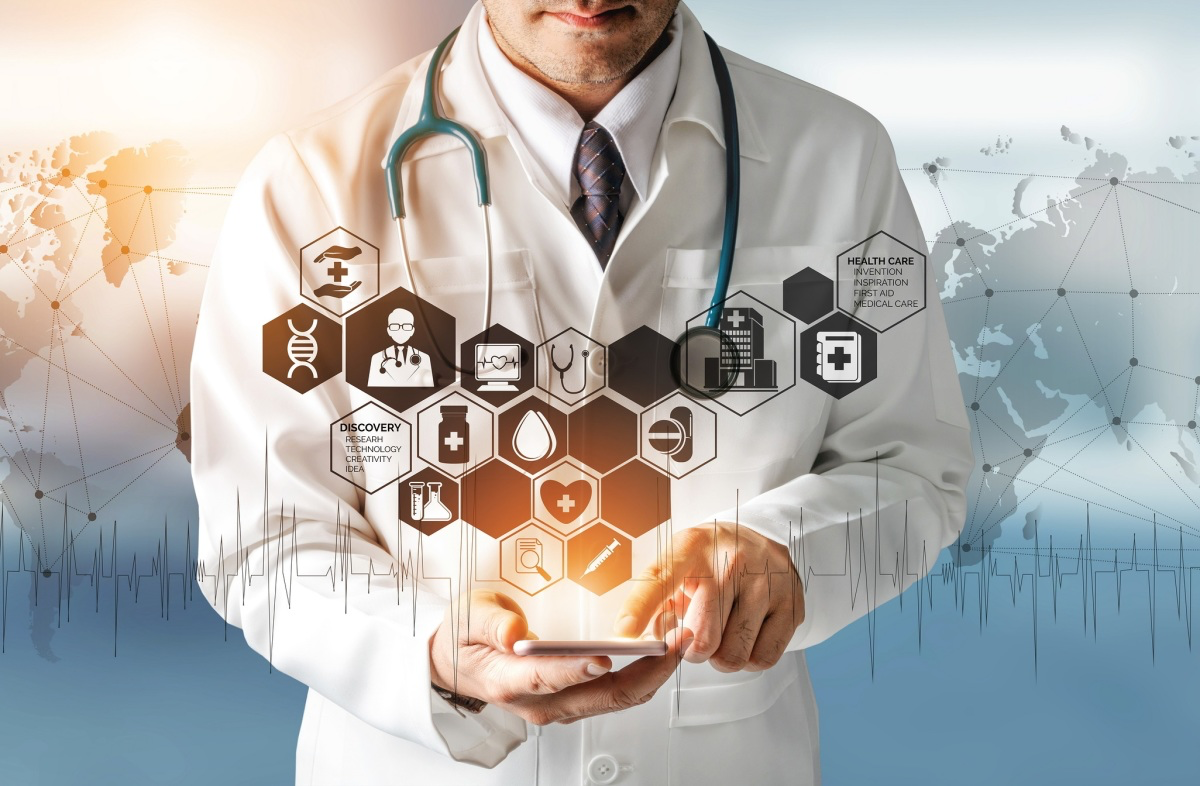 HEALTH CARE
INVENTION
INSPIRATION
FIRST AID
MEDICAL CARE
DISCOVERY
RESEARH
TECHNOLOGY
CREATIVITY
IDEA